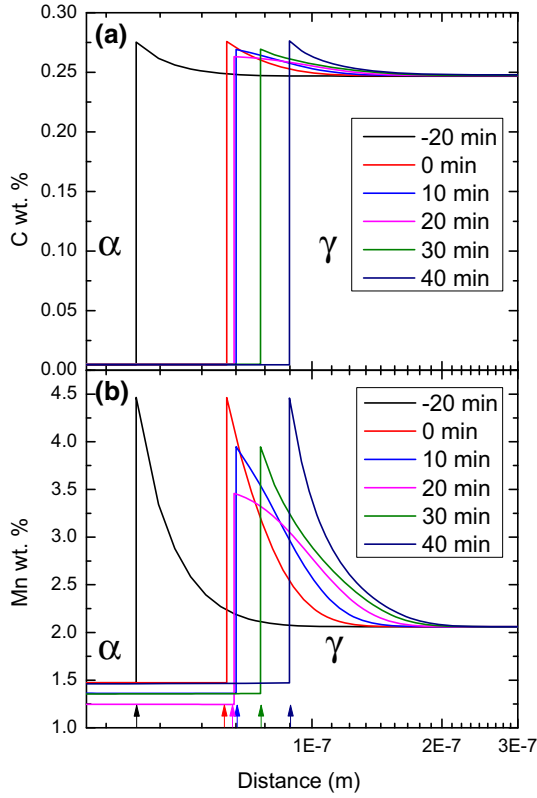 (a)
0.30
0.25
0.20
0.15
0.10
0.05
0.00
C wt. %
α
γ
-20 min
0 min
10 min
20 min
30 min
40 min
(b)
4.5
4.0
3.5
3.0
2.5
2.0
1.5
1.0
Mn wt. %
α
γ
-20 min
0 min
10 min
20 min
30 min
40 min
1E-7 2E-7 3E-7
Distance (m)